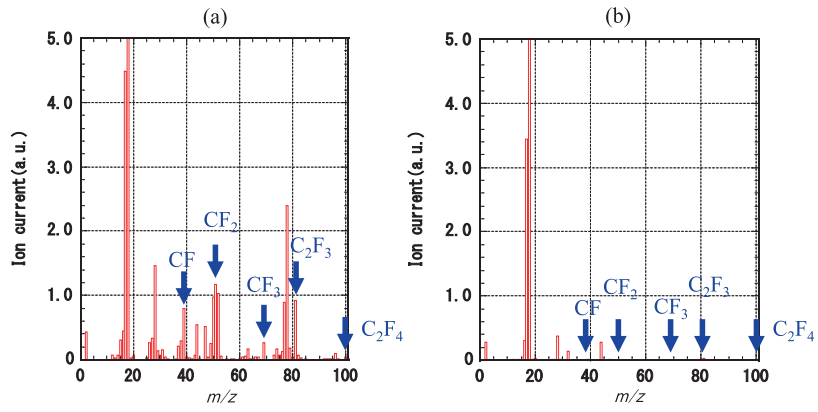 (a)
5.0
4.0
3.0
2.0
1.0
0
Ion current(a.u.)
CF
CF₂
CF₃
C₂F₃
C₂F₄
0 20 40 60 80 100
m/z
(b)
5.0
4.0
3.0
2.0
1.0
0
Ion current(a.u.)
CF
CF₂
CF₃
C₂F₃
C₂F₄
0 20 40 60 80 100
m/z